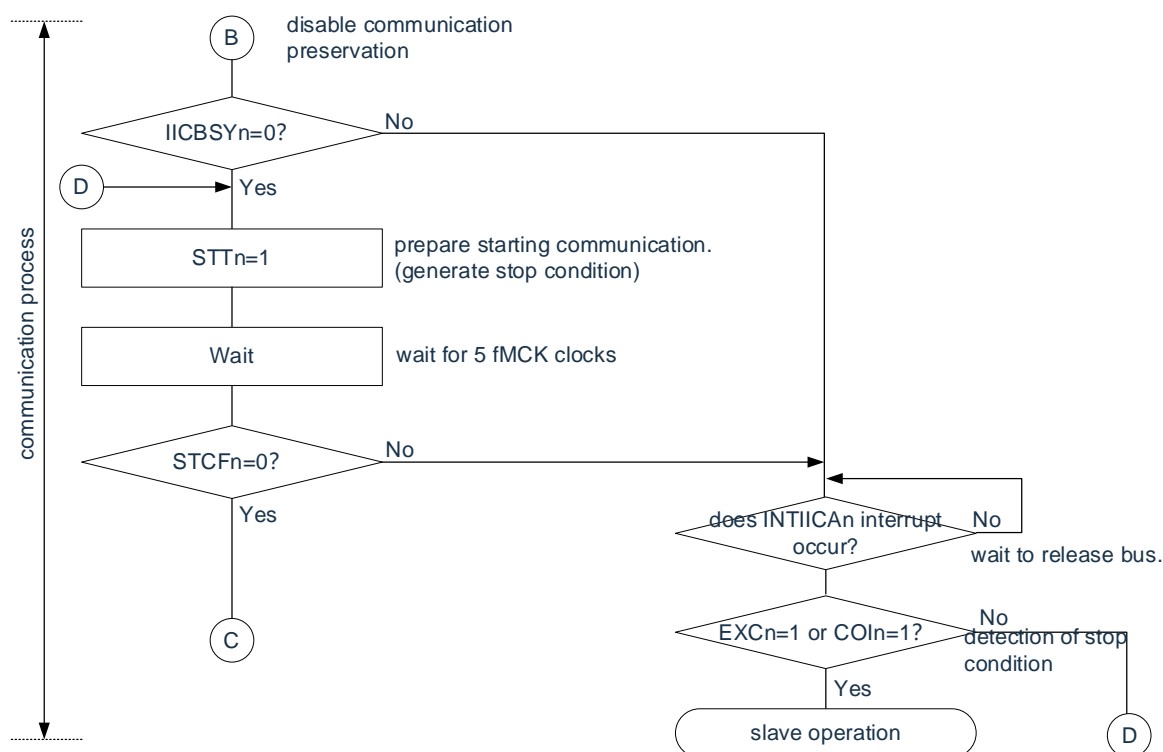 B
disable communication
preservation
IICBSYn=0?
No
D
Yes
STTn=1
prepare starting communication.
(generate stop condition)
Wait
wait for 5 fMCK clocks
communication process
STCFn=0?
No
Yes
does INTIICAn interrupt
occur?
No
wait to release bus.
C
EXCn=1 or COIn=1?
No
detection of stop
condition
Yes
slave operation
D